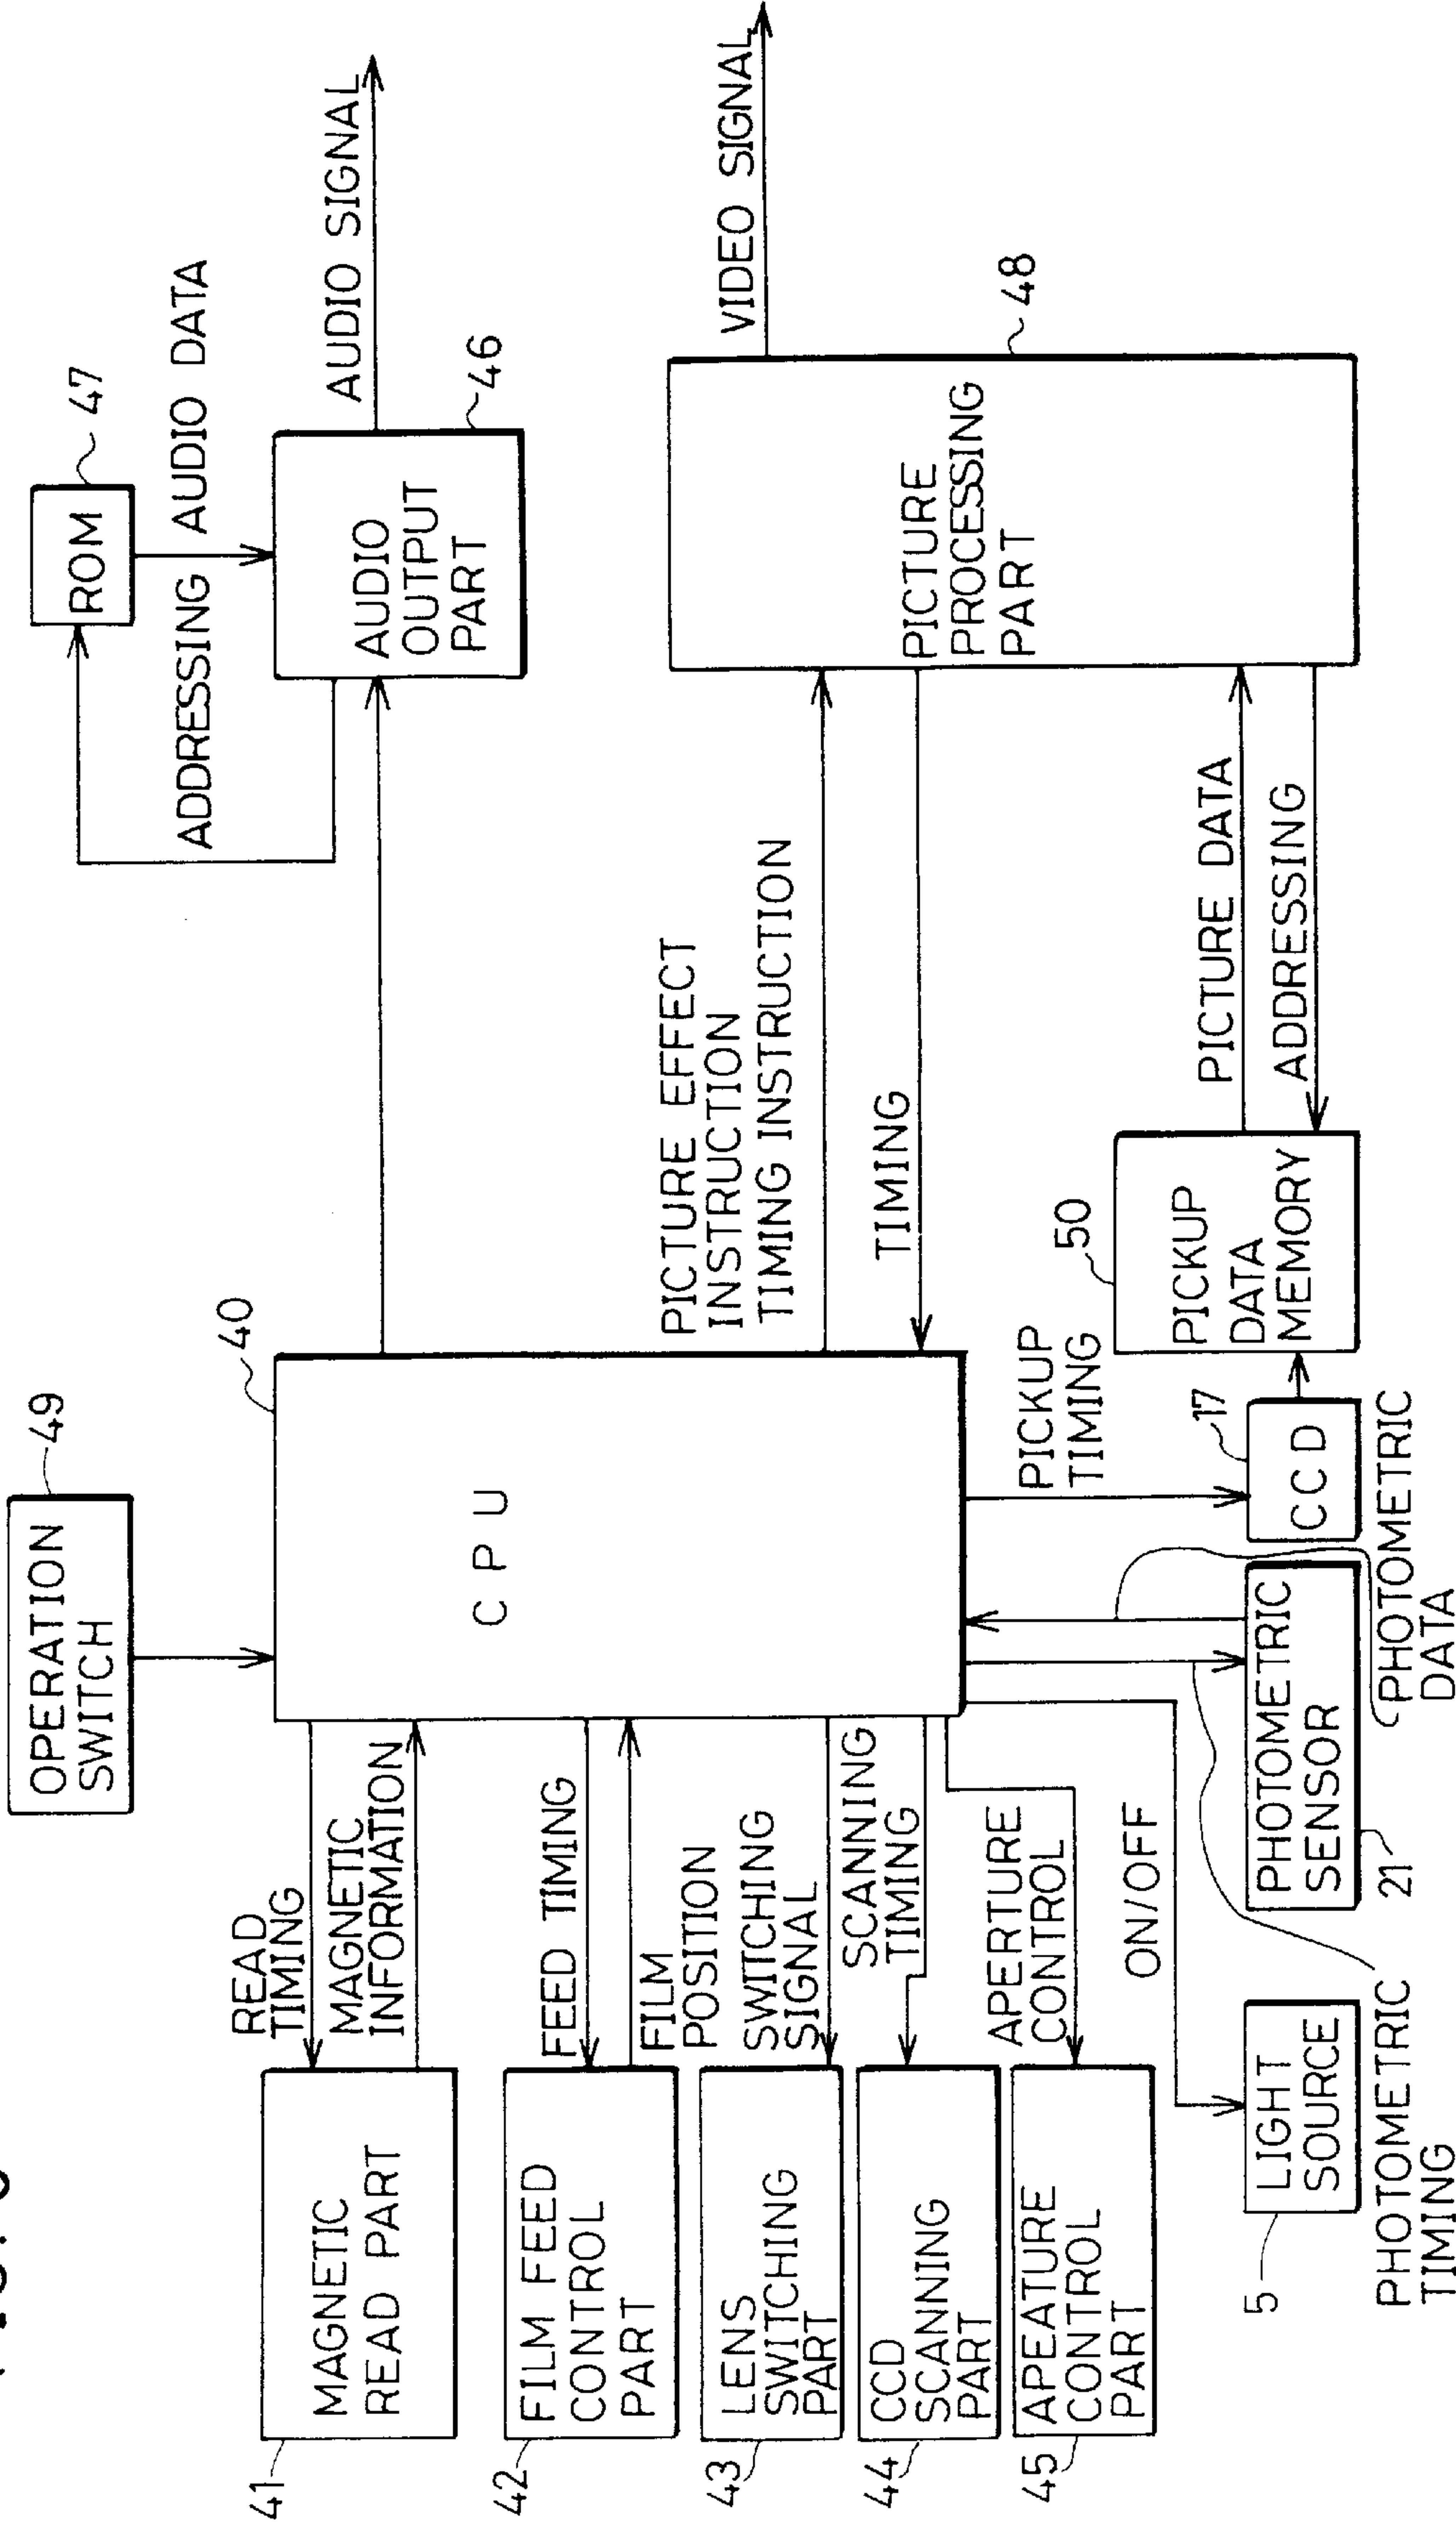 OPERATION
SWITCH
49
ROM
47
ADDRESSING AUDIO DATA
AUDIO SIGNAL
40
AUDIO
OUTPUT
PART
46
READ
TIMING
MAGNETIC
INFORMATION
MAGNETIC
READ PART
41
C P U
FEED TIMING
FILM
POSITION
FILM FEED
CONTROL
PART
42
SWITCHING
SIGNAL
LENS
SWITCHING
PART
43
SCANNING
TIMING
CCD
SCANNING
PART
44
APERTURE
CONTROL
APEATURE
CONTROL
PART
45
PICTURE EFFECT
INSTRUCTION
TIMING INSTRUCTION
TIMING
PICTURE
PROCESSING
PART
48
VIDEO SIGNAL
ON/OFF
LIGHT
SOURCE
5
PHOTOMETRIC
TIMING
PHOTOMETRIC
SENSOR
21
PHOTOMETRIC
DATA
PICKUP
TIMING
C C D
17
50
PICKUP
DATA
MEMORY
PICTURE DATA
ADDRESSING